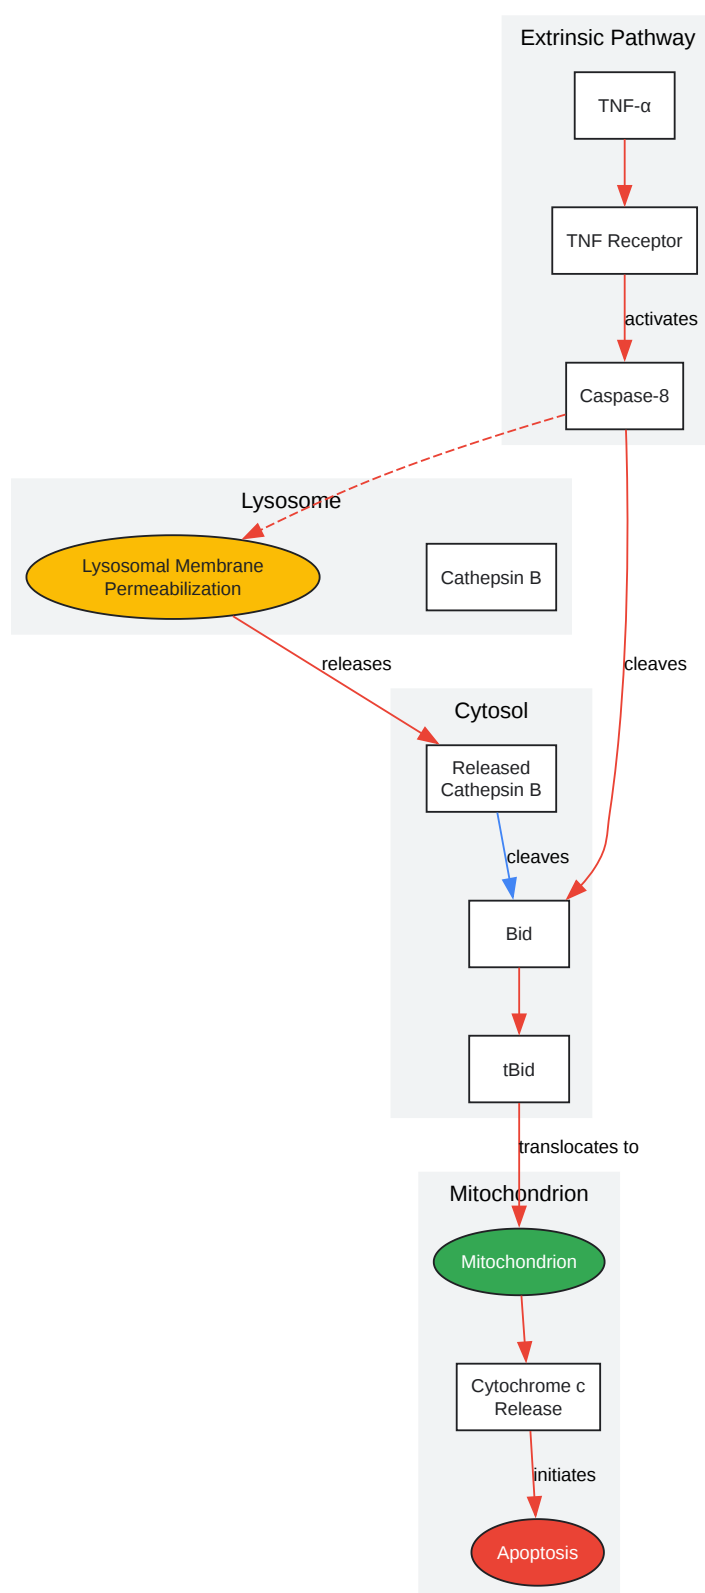 Extrinsic Pathway
TNF-α
TNF Receptor
activates
Caspase-8
Lysosome
Lysosomal Membrane
Permeabilization
Cathepsin B
releases
cleaves
Cytosol
Released
Cathepsin B
cleaves
Bid
tBid
translocates to
Mitochondrion
Mitochondrion
Cytochrome c
Release
initiates
Apoptosis